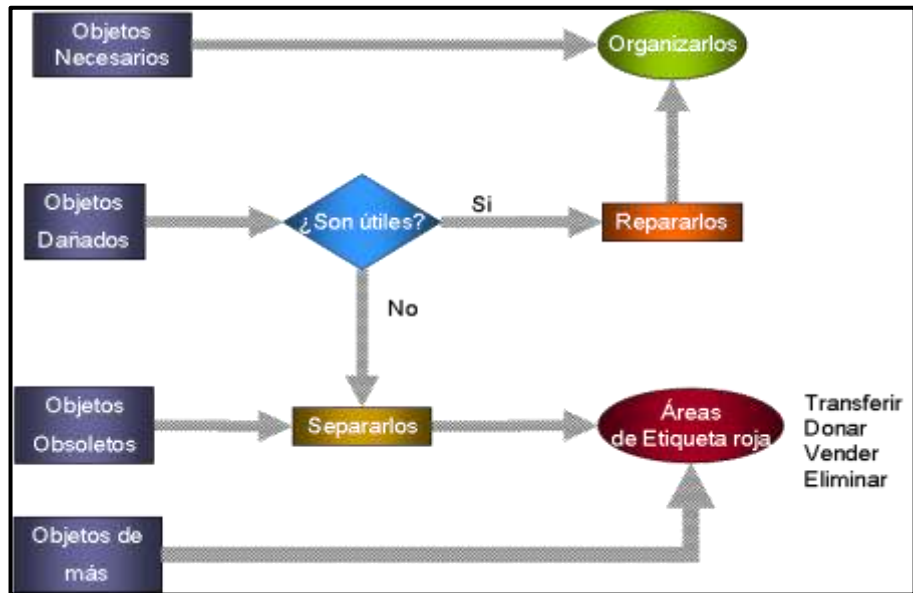 Objetos
Necesarios
Organizarlos
Objetos
Dañados
¿Son útiles?
Si
Repararlos
No
Objetos
Obsoletos
Separarlos
Áreas
de Etiqueta roja
Transferir
Donar
Vender
Eliminar
Objetos de
más